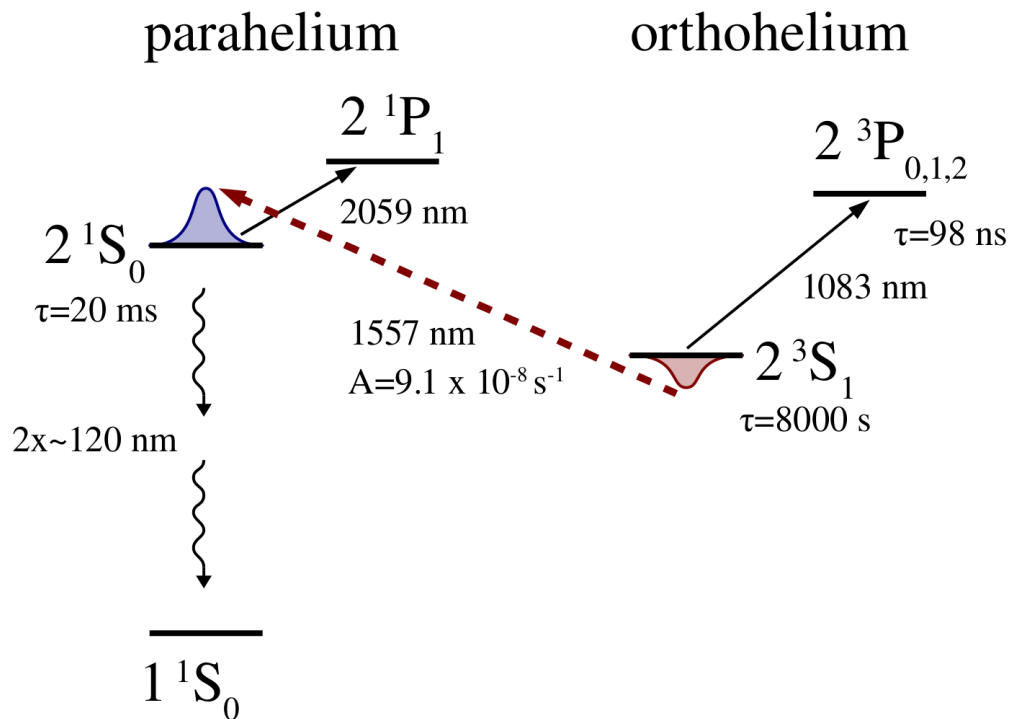 parahelium
orthohelium
2 ¹P₁
2 ³P₀,₁,₂
2059 nm
2 ¹S₀
τ=98 ns
τ=20 ms
1083 nm
1557 nm
2 ³S₁
A=9.1 x 10⁻⁸ s⁻¹
τ=8000 s
2x~120 nm
1 ¹S₀